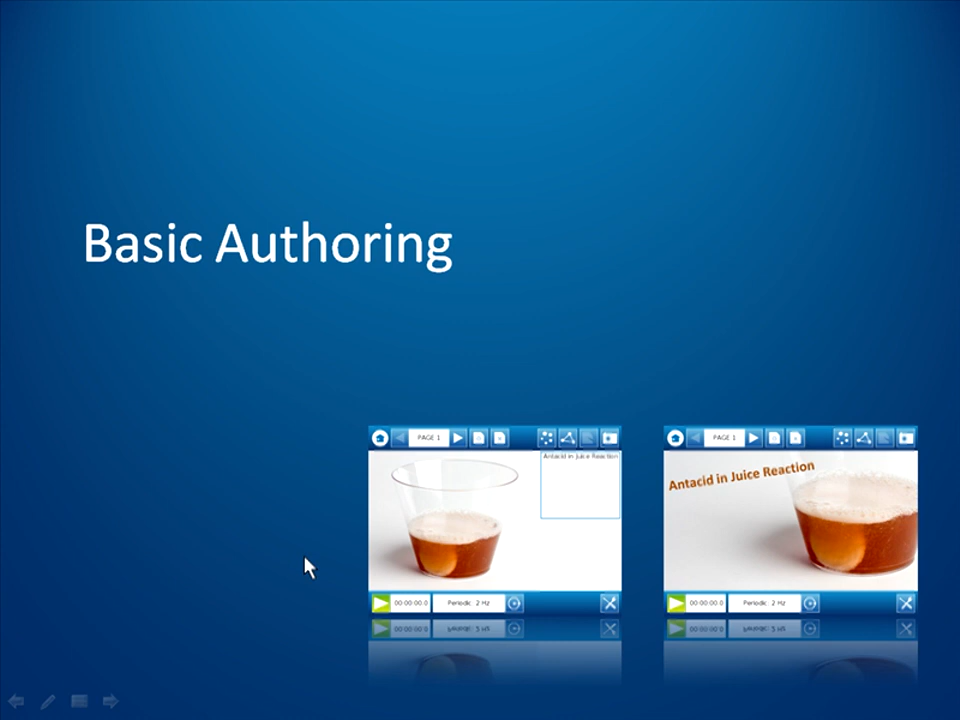 Basic Authoring
PAGE 1
Antacid in Juice Reaction
00:00:00.0
Periodic: 2 Hz
PAGE 1
Antacid in Juice Reaction
00:00:00.0
Periodic: 2 Hz